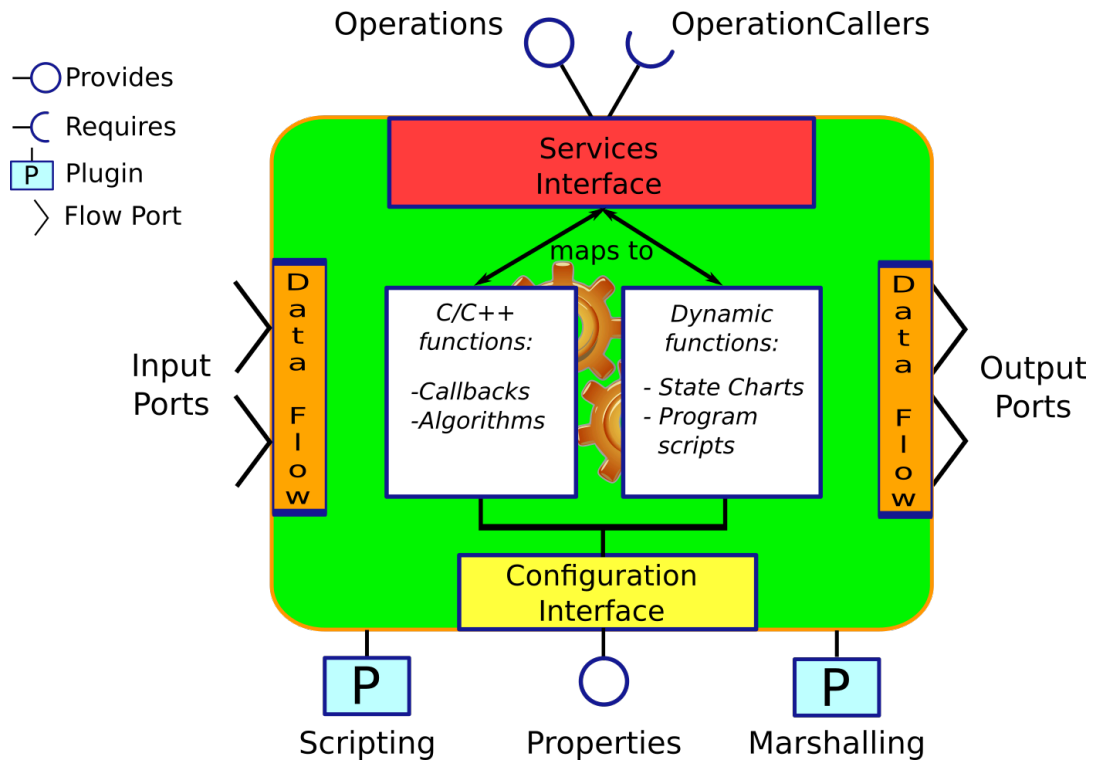 Operations
OperationCallers
Provides
Requires
P
Plugin
Flow Port
Services
Interface
maps to
Data Flow
Input
Ports
C/C++
functions:
-Callbacks
-Algorithms
Dynamic
functions:
- State Charts
- Program
scripts
Data Flow
Output
Ports
Configuration
Interface
P
Scripting
Properties
P
Marshalling